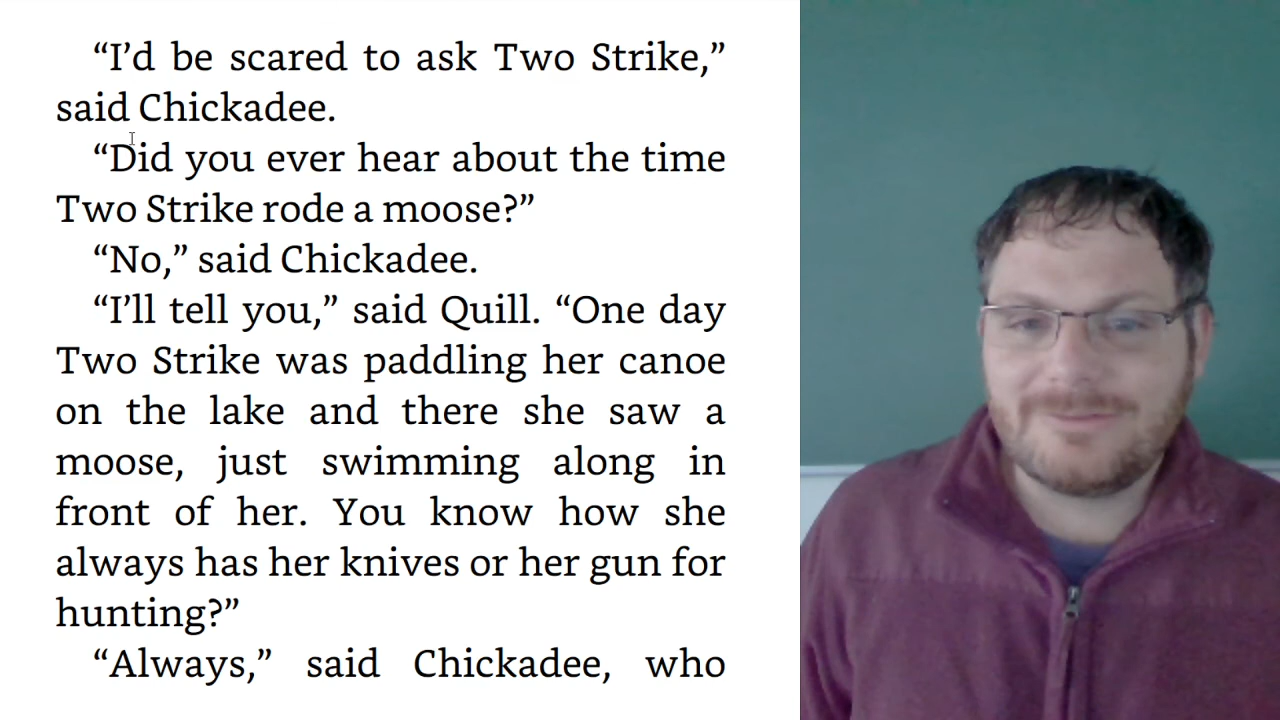 “I’d be scared to ask Two Strike,”
said Chickadee.
“Did you ever hear about the time
Two Strike rode a moose?”
“No,” said Chickadee.
“I’ll tell you,” said Quill. “One day
Two Strike was paddling her canoe
on the lake and there she saw a
moose, just swimming along in
front of her. You know how she
always has her knives or her gun for
hunting?”
“Always,” said Chickadee, who